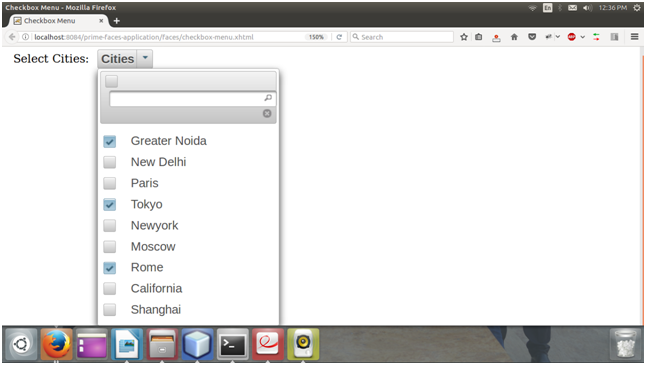 Checkbox Menu - Mozilla Firefox
En
12:36 PM
Checkbox Menu
localhost:8084/prime-faces-application/faces/checkbox-menu.xhtml
150%
Search
ABP
Select Cities:
Cities
Greater Noida
New Delhi
Paris
Tokyo
Newyork
Moscow
Rome
California
Shanghai